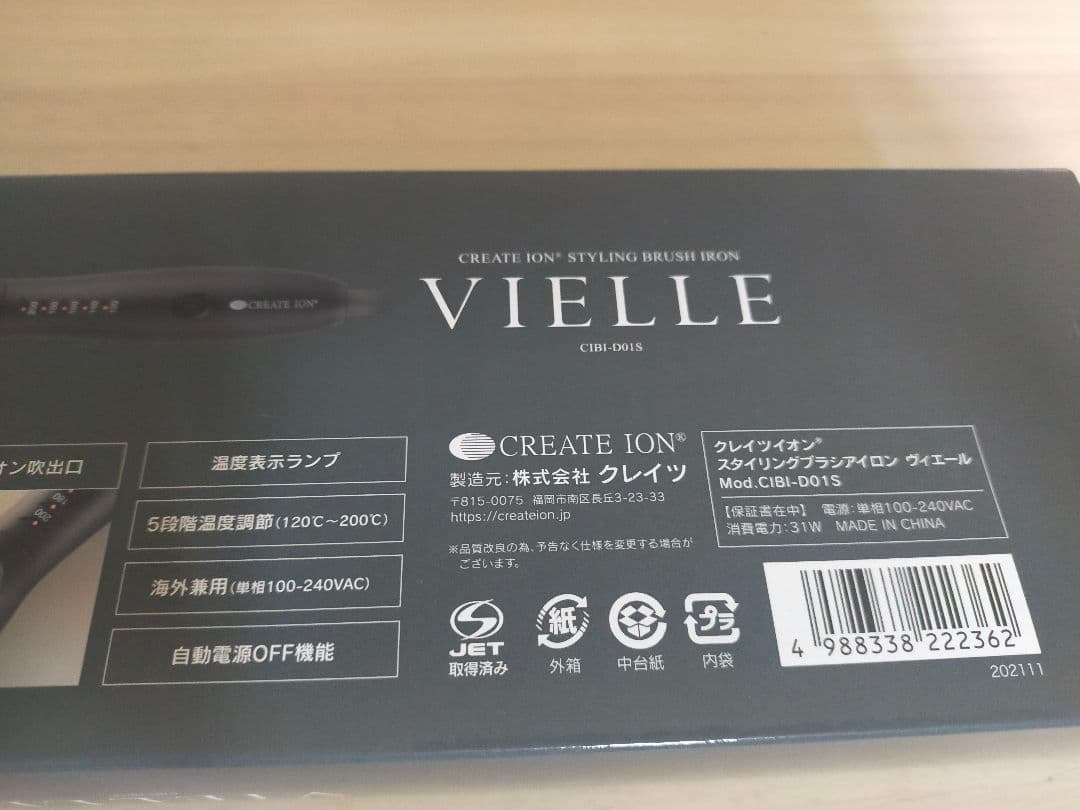 CREATE ION® STYLING BRUSH IRON
VIELLE
CIBI-D01S
CREATE ION®
オン吹出口
180
200
温度表示ランプ
5段階温度調節(120℃～200℃)
海外兼用(単相100-240VAC)
自動電源OFF機能
CREATE ION®
製造元:株式会社 クレイツ
〒815-0075 福岡市南区長丘3-23-33
https://createion.jp
※品質改良の為、予告なく仕様を変更する場合が
ございます。
JET
取得済み
紙
外箱
中台紙
プラ
内袋
クレイツイオン®
スタイリングブラシアイロン ヴィエール
Mod.CIBI-D01S
【保証書在中】 電源:単相100-240VAC
消費電力:31W MADE IN CHINA
4 988338 222362
202111